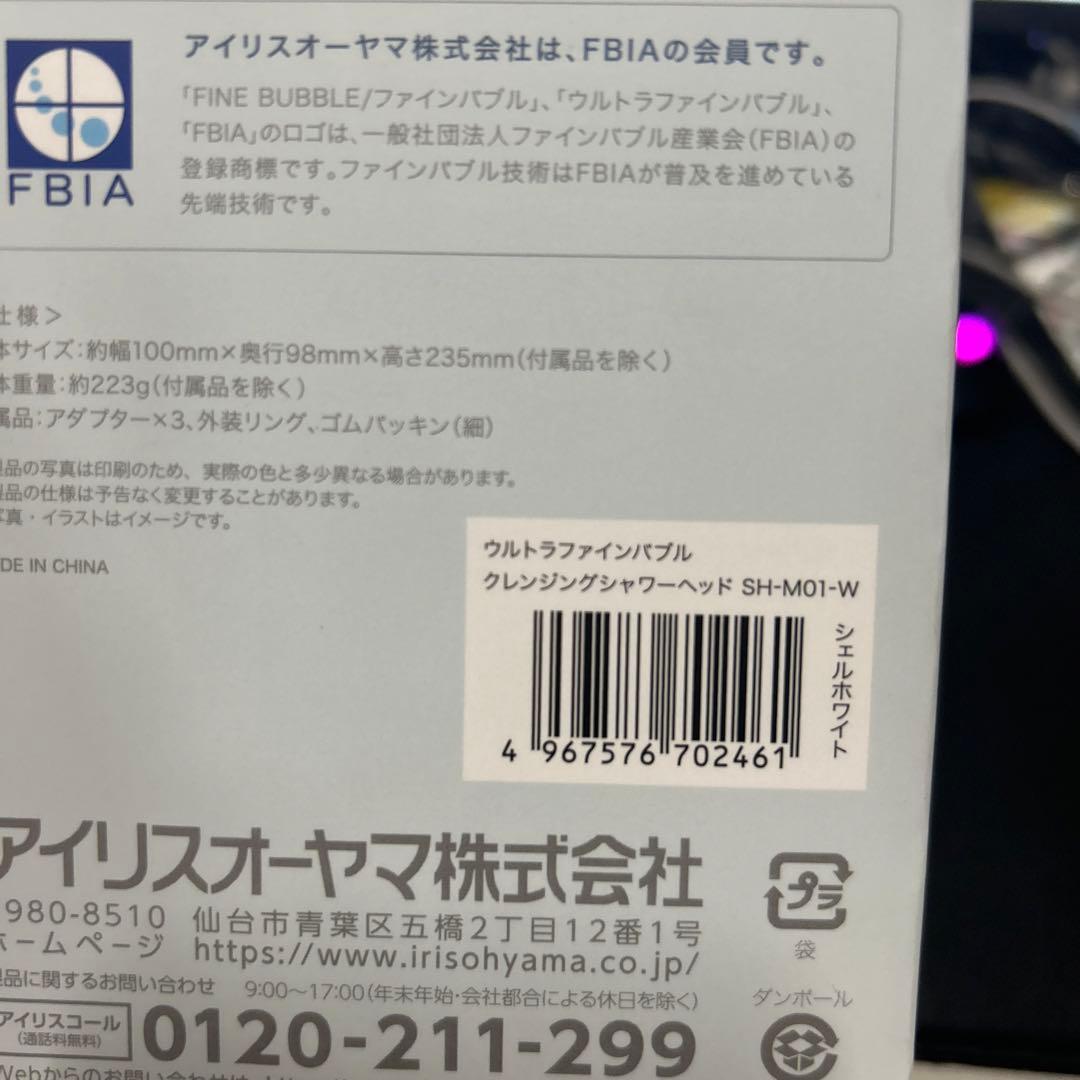 アイリスオーヤマ株式会社は、FBIAの会員です。
「FINE BUBBLE/ファインバブル」、「ウルトラファインバブル」、
「FBIA」のロゴは、一般社団法人ファインバブル産業会(FBIA)の
登録商標です。ファインバブル技術はFBIAが普及を進めている
先端技術です。
FBIA
仕様＞
体サイズ：約幅100mm×奥行98mm×高さ235mm(付属品を除く)
体重量：約223g(付属品を除く)
属品：アダプター×3、外装リング、ゴムパッキン(細)
製品の写真は印刷のため、実際の色と多少異なる場合があります。
製品の仕様は予告なく変更することがあります。
写真・イラストはイメージです。
DE IN CHINA
ウルトラファインバブル
クレンジングシャワーヘッド SH-M01-W
シェルホワイト
4 967576 702461
アイリスオーヤマ株式会社
980-8510 仙台市青葉区五橋2丁目12番1号
ホームページ https://www.irisohyama.co.jp/
製品に関するお問い合わせ 9:00～17:00(年末年始・会社都合による休日を除く)
アイリスコール
(通話料無料)
0120-211-299
Webからのお問い合わせは
プラ
袋
ダンボール